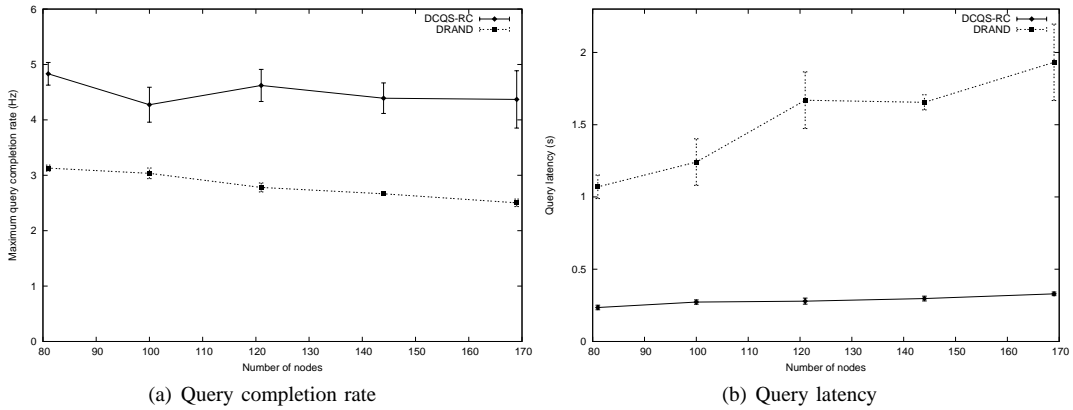 6
5
4
3
2
1
0
Maximum query completion rate (Hz)
80 90 100 110 120 130 140 150 160 170
Number of nodes
DCQS-RC
DRAND
(a) Query completion rate
2
1.5
1
0.5
0
Query latency (s)
80 90 100 110 120 130 140 150 160 170
Number of nodes
DCQS-RC
DRAND
(b) Query latency